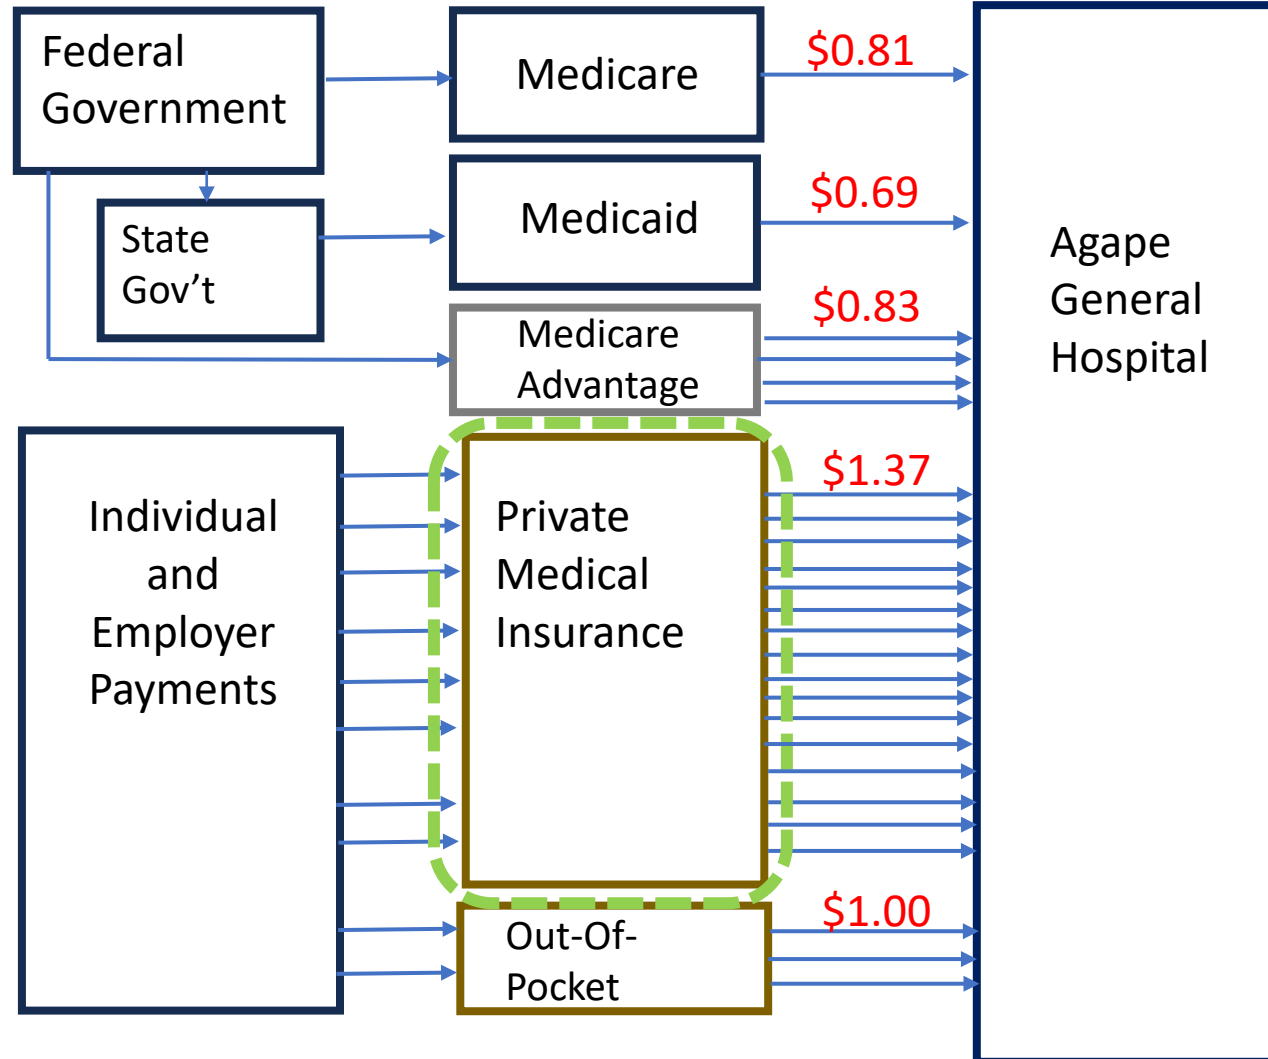 Federal
Government
Medicare
$0.81
State
Gov’t
Medicaid
$0.69
Medicare
Advantage
$0.83
Agape
General
Hospital
Individual
and
Employer
Payments
Private
Medical
Insurance
$1.37
Out-Of-
Pocket
$1.00